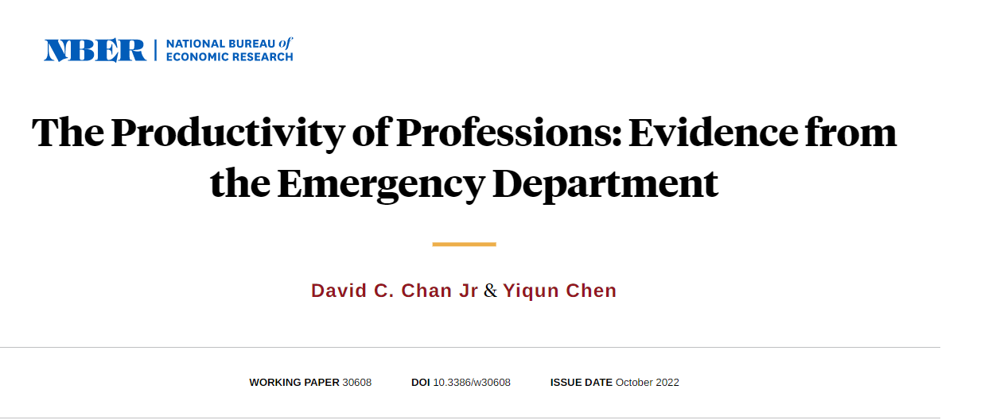 NBER | NATIONAL BUREAU of
ECONOMIC RESEARCH
The Productivity of Professions: Evidence from
the Emergency Department
David C. Chan Jr & Yiqun Chen
WORKING PAPER 30608 DOI 10.3386/w30608 ISSUE DATE October 2022